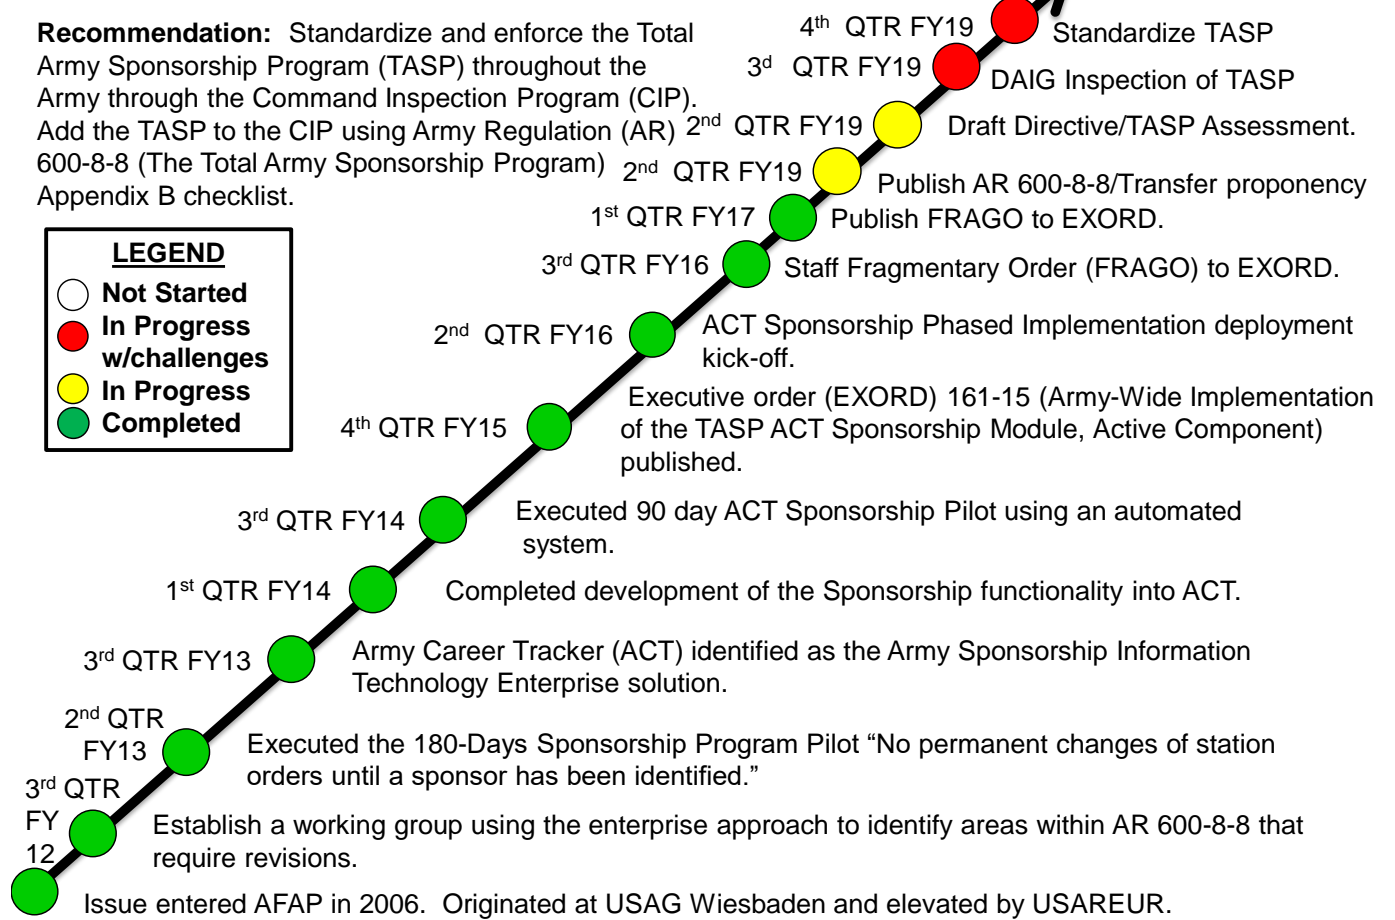 Recommendation: Standardize and enforce the Total
Army Sponsorship Program (TASP) throughout the
Army through the Command Inspection Program (CIP).
Add the TASP to the CIP using Army Regulation (AR)
600-8-8 (The Total Army Sponsorship Program)
Appendix B checklist.
LEGEND
Not Started
In Progress
w/challenges
In Progress
Completed
4th QTR FY19
Standardize TASP
3d QTR FY19
DAIG Inspection of TASP
2nd QTR FY19
Draft Directive/TASP Assessment.
2nd QTR FY19
Publish AR 600-8-8/Transfer proponency
1st QTR FY17
Publish FRAGO to EXORD.
3rd QTR FY16
Staff Fragmentary Order (FRAGO) to EXORD.
2nd QTR FY16
ACT Sponsorship Phased Implementation deployment
kick-off.
4th QTR FY15
Executive order (EXORD) 161-15 (Army-Wide Implementation
of the TASP ACT Sponsorship Module, Active Component)
published.
3rd QTR FY14
Executed 90 day ACT Sponsorship Pilot using an automated
system.
1st QTR FY14
Completed development of the Sponsorship functionality into ACT.
3rd QTR FY13
Army Career Tracker (ACT) identified as the Army Sponsorship Information
Technology Enterprise solution.
2nd QTR
FY13
Executed the 180-Days Sponsorship Program Pilot “No permanent changes of station
orders until a sponsor has been identified.”
3rd QTR
FY
12
Establish a working group using the enterprise approach to identify areas within AR 600-8-8 that
require revisions.
Issue entered AFAP in 2006. Originated at USAG Wiesbaden and elevated by USAREUR.